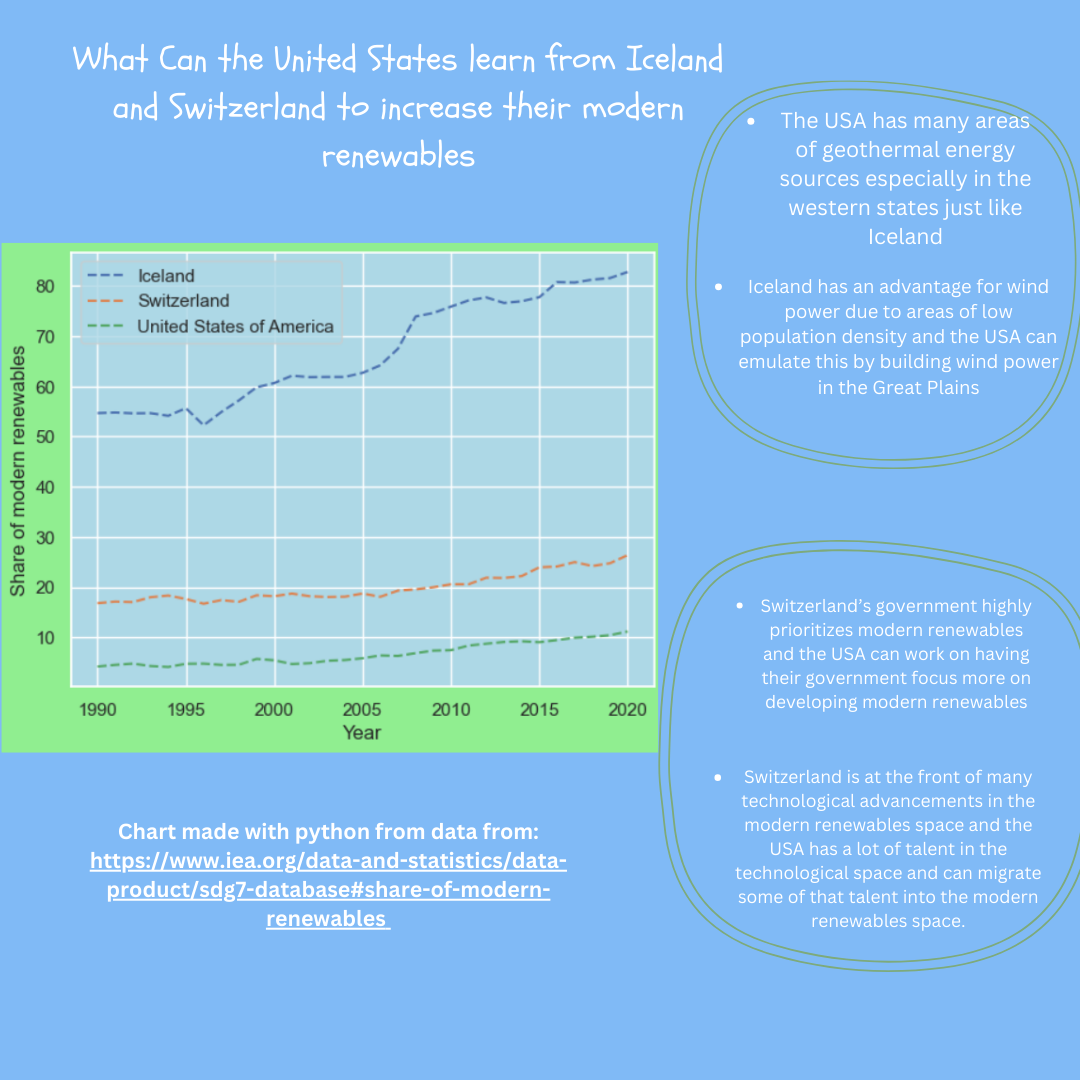 What Can the United States learn from Iceland
and Switzerland to increase their modern
renewables
• The USA has many areas
of geothermal energy
sources especially in the
western states just like
Iceland
• Iceland has an advantage for wind
power due to areas of low
population density and the USA can
emulate this by building wind power
in the Great Plains
Iceland
Switzerland
United States of America
Share of modern renewables
80
70
60
50
40
30
20
10
1990 1995 2000 2005 2010 2015 2020
Year
• Switzerland’s government highly
prioritizes modern renewables
and the USA can work on having
their government focus more on
developing modern renewables
• Switzerland is at the front of many
technological advancements in the
modern renewables space and the
USA has a lot of talent in the
technological space and can migrate
some of that talent into the modern
renewables space.
Chart made with python from data from:
https://www.iea.org/data-and-statistics/data-
product/sdg7-database#share-of-modern-
renewables